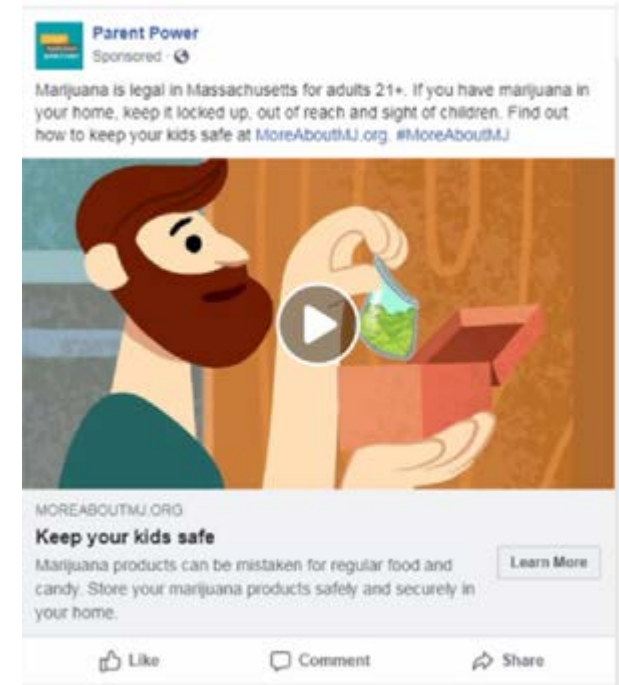 Parent Power
Sponsored ·
Marijuana is legal in Massachusetts for adults 21+. If you have marijuana in
your home, keep it locked up, out of reach and sight of children. Find out
how to keep your kids safe at MoreAboutMJ.org. #MoreAboutMJ
MOREABOUTMJ.ORG
Keep your kids safe
Marijuana products can be mistaken for regular food and
candy. Store your marijuana products safely and securely in
your home.
Learn More
Like Comment Share